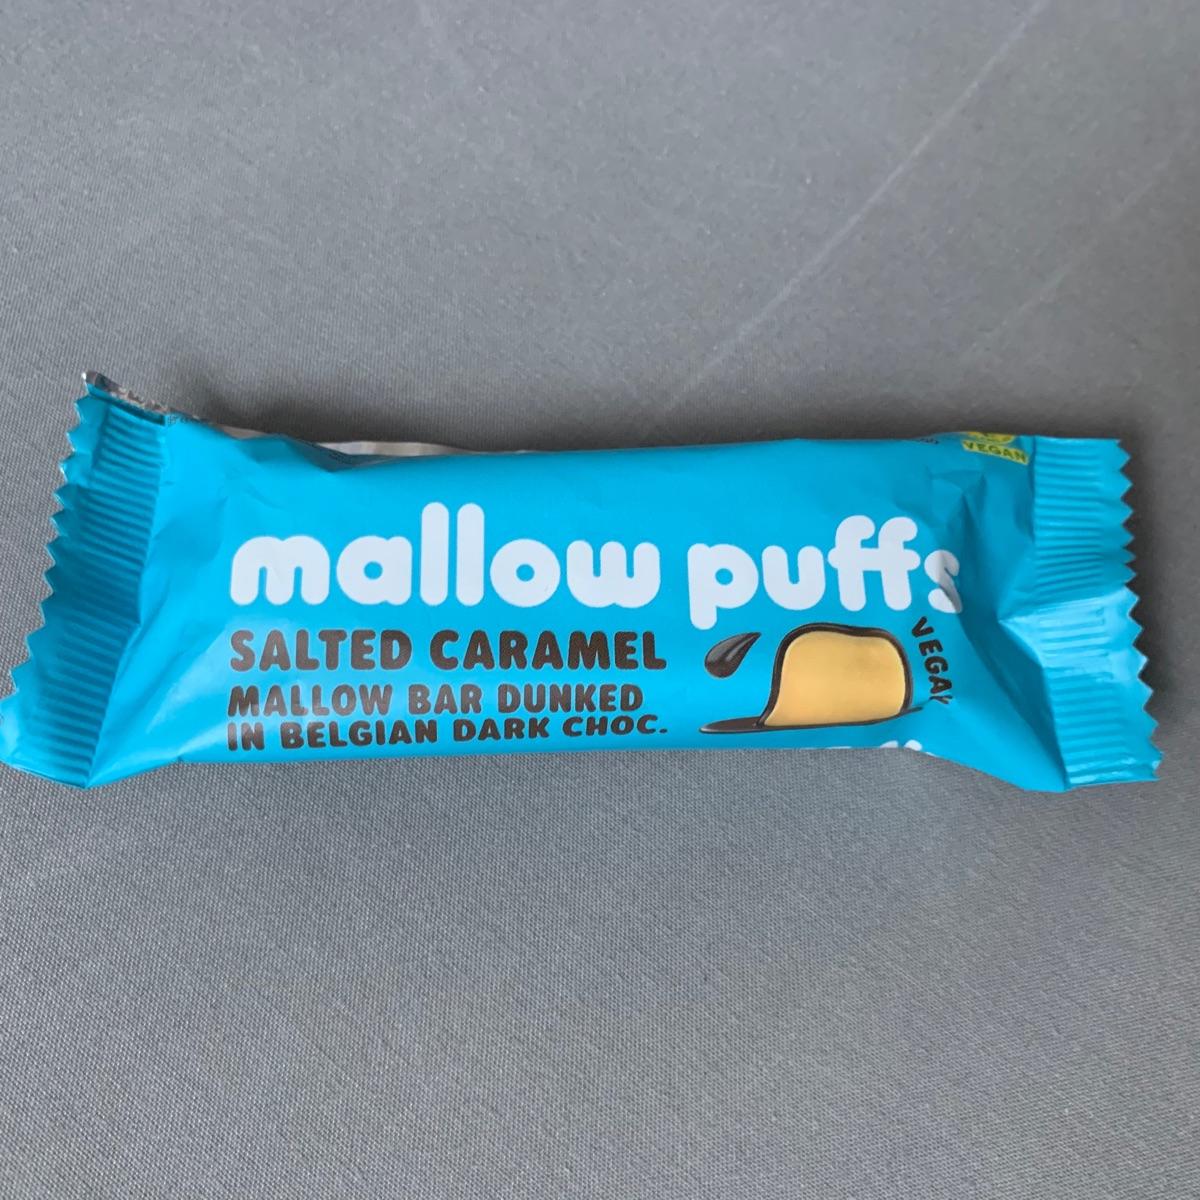 VEGAN
mallow puffs
SALTED CARAMEL
MALLOW BAR DUNKED
IN BELGIAN DARK CHOC.
VEGAN